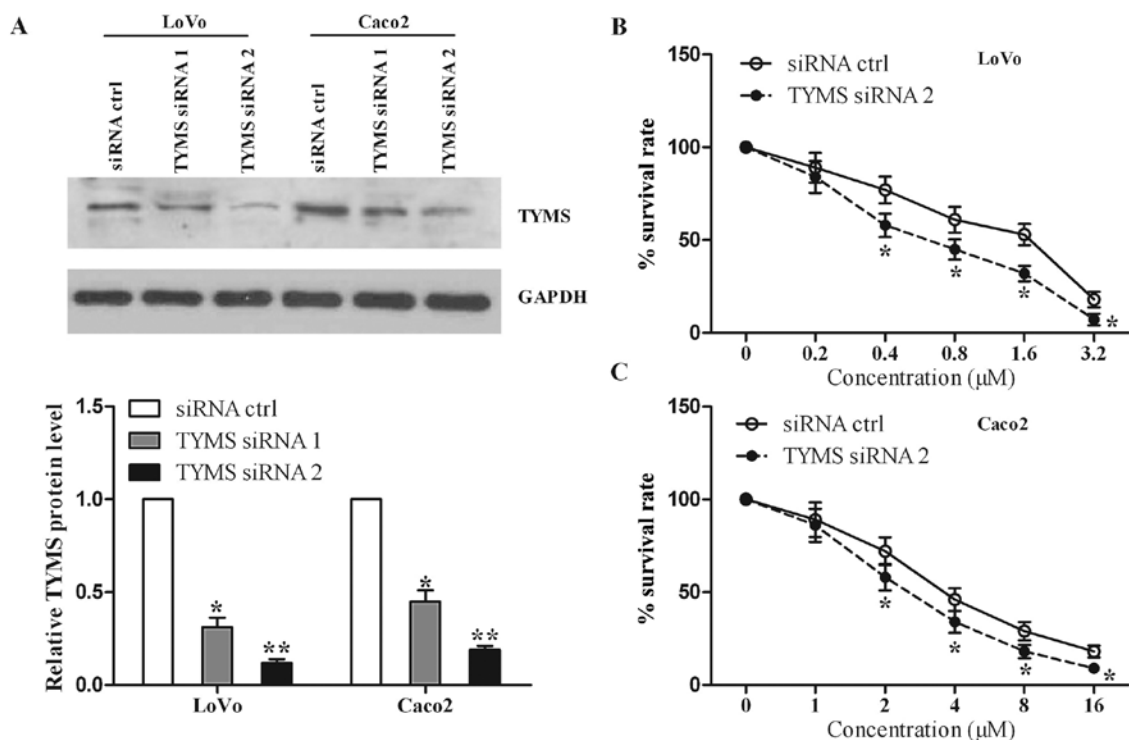 A
LoVo
Caco2
siRNA ctrl
TYMS siRNA 1
TYMS siRNA 2
siRNA ctrl
TYMS siRNA 1
TYMS siRNA 2
TYMS
GAPDH
Relative TYMS protein level
1.5
1.0
0.5
0.0
siRNA ctrl
TYMS siRNA 1
TYMS siRNA 2
*
**
*
**
LoVo
Caco2
B
LoVo
siRNA ctrl
TYMS siRNA 2
% survival rate
150
100
50
0
*
*
*
*
0 0.2 0.4 0.8 1.6 3.2
Concentration (μM)
C
Caco2
siRNA ctrl
TYMS siRNA 2
% survival rate
150
100
50
0
*
*
*
*
0 1 2 4 8 16
Concentration (μM)